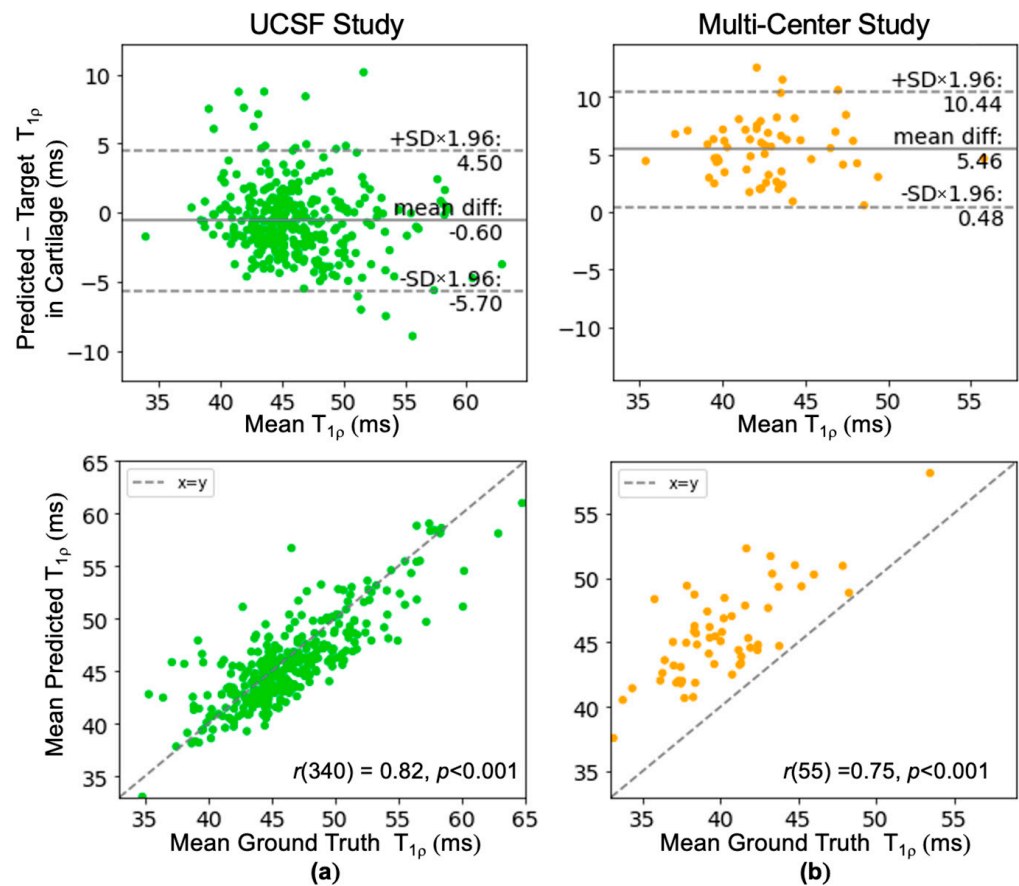 UCSF Study
Multi-Center Study
Predicted – Target T1ρ
in Cartilage (ms)
10
5
0
−5
−10
+SD×1.96:
4.50
mean diff:
-0.60
-SD×1.96:
-5.70
35 40 45 50 55 60
Mean T1ρ (ms)
10
5
0
−5
−10
+SD×1.96:
10.44
mean diff:
5.46
-SD×1.96:
0.48
40 45 50 55
Mean T1ρ (ms)
Mean Predicted T1ρ (ms)
65
60
55
50
45
40
35
x=y
r(340) = 0.82, p<0.001
35 40 45 50 55 60 65
Mean Ground Truth T1ρ (ms)
(a)
55
50
45
40
35
x=y
r(55) =0.75, p<0.001
35 40 45 50 55
Mean Ground Truth T1ρ (ms)
(b)